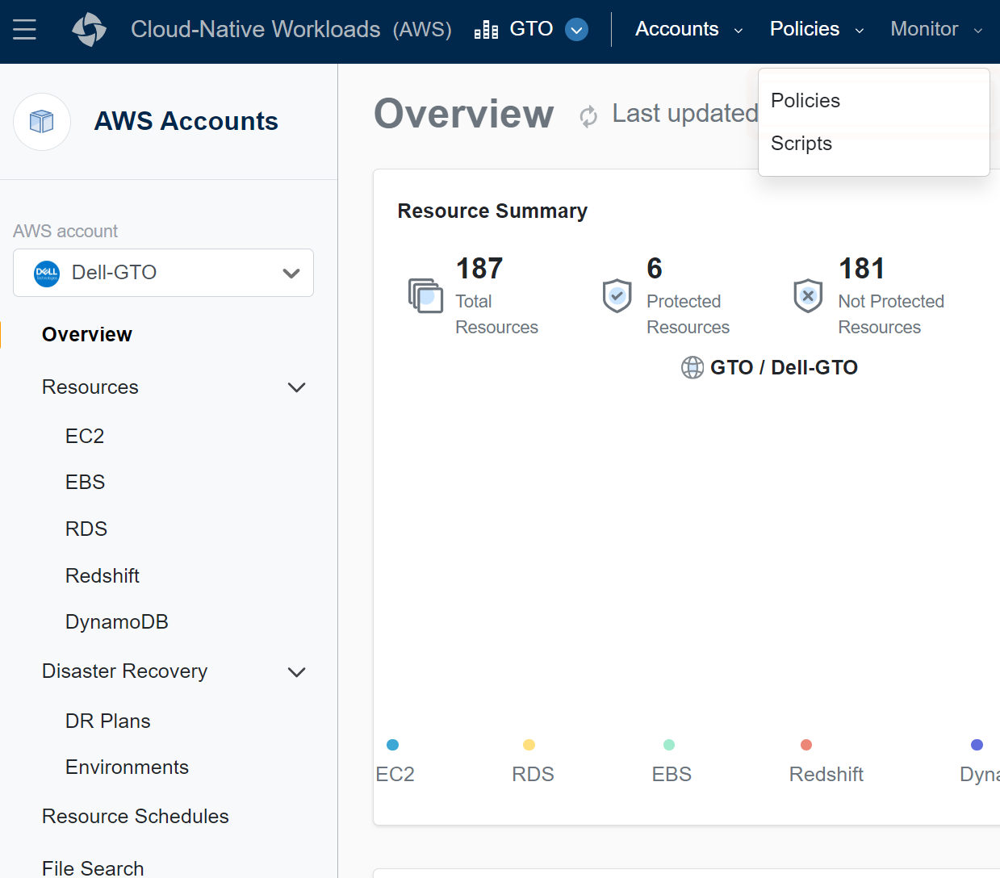 Cloud-Native Workloads (AWS) GTO Accounts Policies Monitor
Policies
Scripts
AWS Accounts
AWS account
DELL
Dell-GTO
Overview
Resources
EC2
EBS
RDS
Redshift
DynamoDB
Disaster Recovery
DR Plans
Environments
Resource Schedules
File Search
Overview Last updated
Resource Summary
187
Total
Resources
6
Protected
Resources
181
Not Protected
Resources
GTO / Dell-GTO
EC2 RDS EBS Redshift Dyna